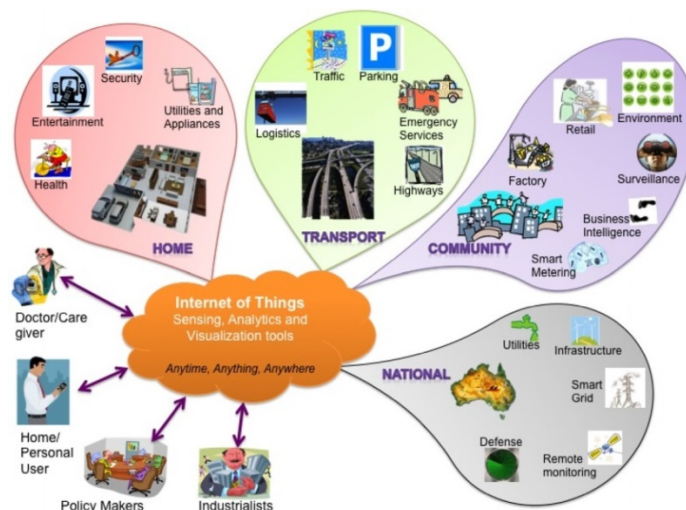 Security
Entertainment
Utilities and
Appliances
Health
HOME
Traffic
P
Parking
Logistics
Emergency
Services
Highways
TRANSPORT
Retail
Environment
Factory
Surveillance
Business
Intelligence
COMMUNITY
Smart
Metering
Internet of Things
Sensing, Analytics and
Visualization tools
Anytime, Anything, Anywhere
Utilities
Infrastructure
NATIONAL
Smart
Grid
Defense
Remote
monitoring
Doctor/Care
giver
Home/
Personal
User
Policy Makers
Industrialists